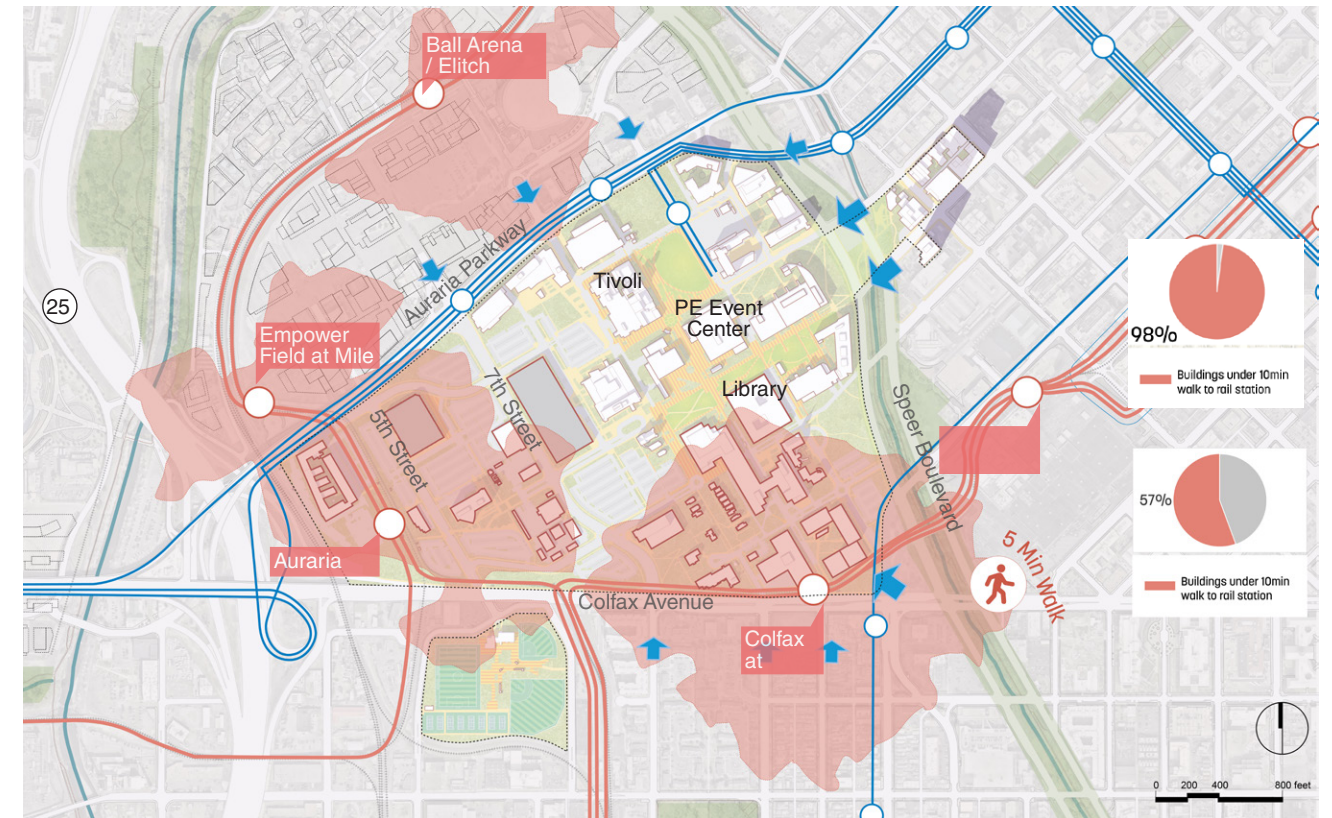 Ball Arena
/ Elitch
Auraria Parkway
25
Tivoli
PE Event
Center
Empower
Field at Mile
98%
Buildings under 10min
walk to rail station
7th Street
Library
5th Street
Speer Boulevard
57%
Auraria
5 Min Walk
Buildings under 10min
walk to rail station
Colfax Avenue
Colfax
at
0 200 400 800 feet